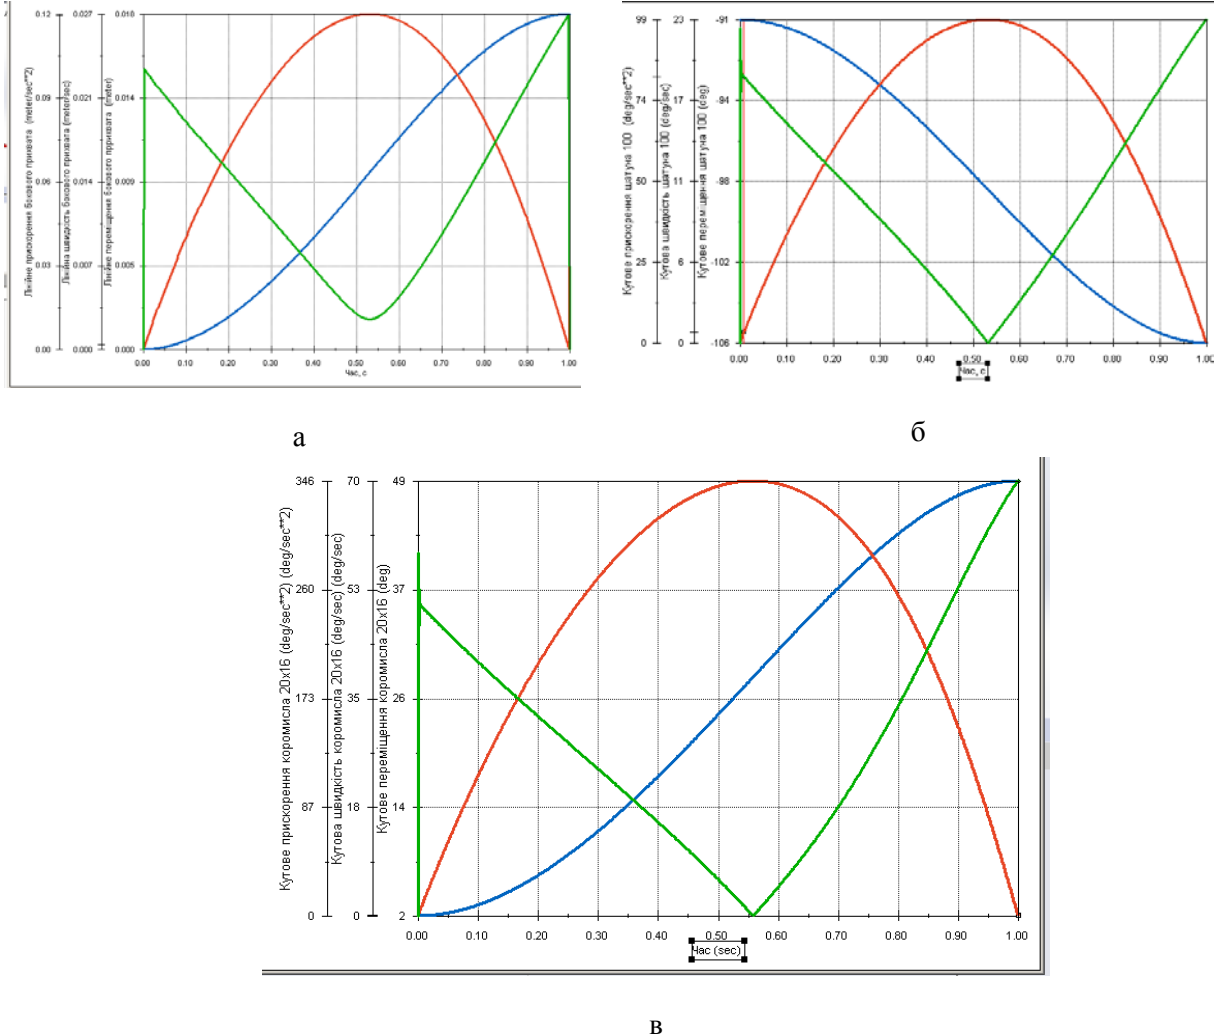 0.12
0.027
0.018
0.09
0.021
0.014
0.06
0.014
0.009
0.03
0.007
0.005
0.00
0.000
0.000
Лінійне прискорення бокового прихвата (meter/sec**2)
Лінійна швидкість бокового прихвата (meter/sec)
Лінійне переміщення бокового прихвата (meter)
0.00 0.10 0.20 0.30 0.40 0.50 0.60 0.70 0.80 0.90 1.00
Час, с
а
99
23
-91
74
17
-94
50
11
-98
25
6
-102
0
0
-106
Кутове прискорення шатуна 100 (deg/sec**2)
Кутова швидкість шатуна 100 (deg/sec)
Кутове переміщення шатуна 100 (deg)
0.00 0.10 0.20 0.30 0.40 0.50 0.60 0.70 0.80 0.90 1.00
Час, с
б
346
70
49
260
53
37
173
35
26
87
18
14
0
0
2
Кутове прискорення коромисла 20x16 (deg/sec**2) (deg/sec**2)
Кутова швидкість коромисла 20x16 (deg/sec) (deg/sec)
Кутове переміщення коромисла 20x16 (deg)
0.00 0.10 0.20 0.30 0.40 0.50 0.60 0.70 0.80 0.90 1.00
Час (sec)
в